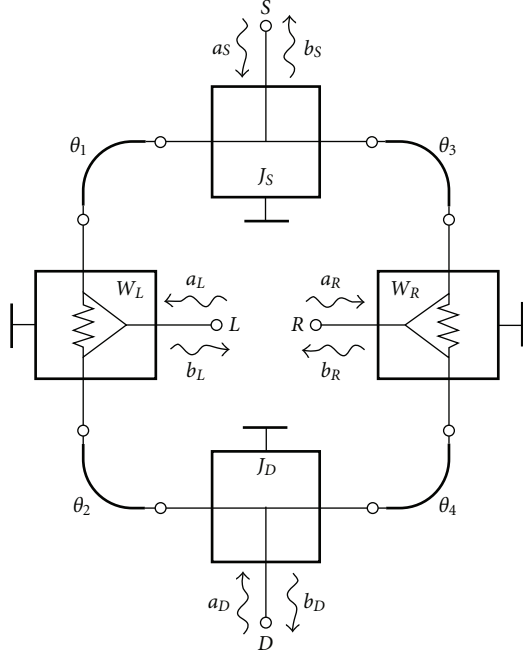 S
a_S b_S
θ_1 θ_3
J_S
W_L W_R
a_L a_R
L R
b_L b_R
J_D
θ_2 θ_4
a_D b_D
D